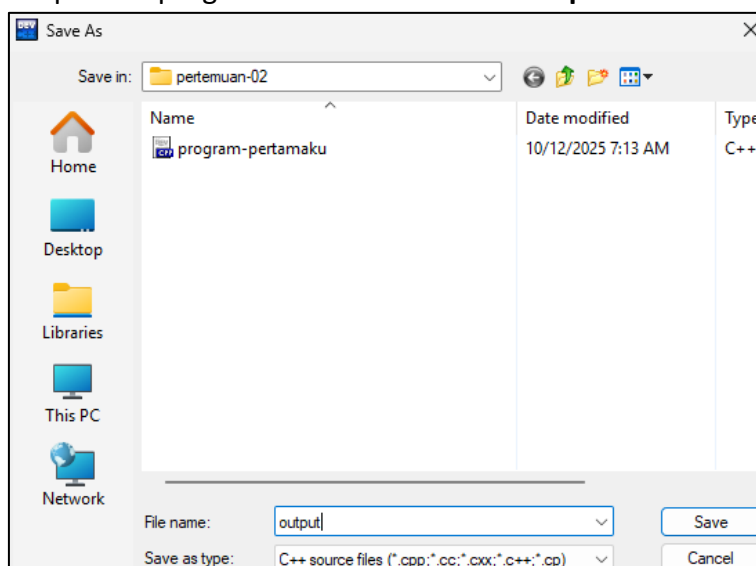 Save As
Save in: pertemuan-02
Name Date modified Type
program-pertamaku 10/12/2025 7:13 AM C++
Home
Desktop
Libraries
This PC
Network
File name: output Save
Save as type: C++ source files (*.cpp;*.cc;*.cxx;*.c++;*.cp) Cancel